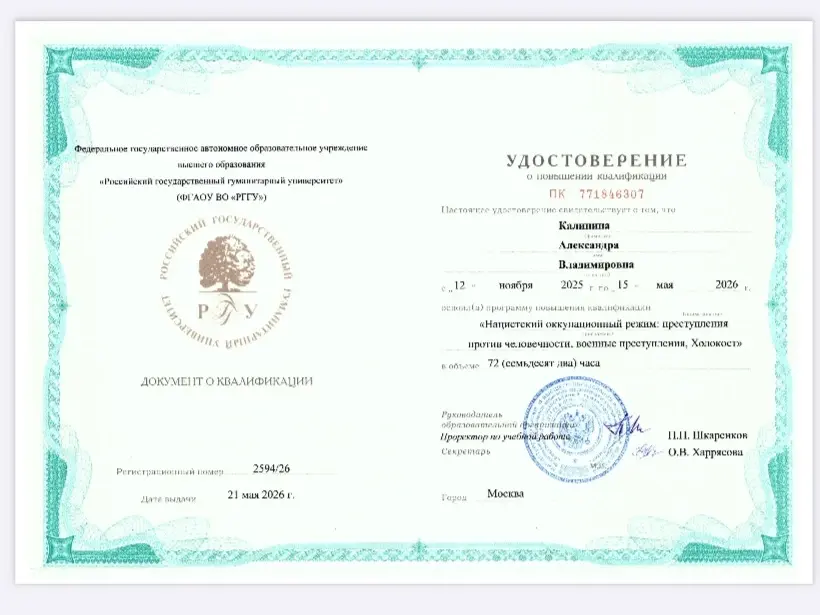 Федеральное государственное автономное образовательное учреждение
высшего образования
«Российский государственный гуманитарный университет»
(ФГАОУ ВО «РГГУ»)
РОССИЙСКИЙ ГОСУДАРСТВЕННЫЙ ГУМАНИТАРНЫЙ УНИВЕРСИТЕТ
РГГУ
ДОКУМЕНТ О КВАЛИФИКАЦИИ
Регистрационный номер 2594/26
Дата выдачи 21 мая 2026 г.
УДОСТОВЕРЕНИЕ
о повышении квалификации
ПК 771846307
Настоящее удостоверение свидетельствует о том, что
Калинина
Александра
Владимировна
с „12 “ ноября 2025 г. по „15 “ мая 2026 г.
освоил(а) программу повышения квалификации
«Нацистский оккупационный режим: преступления
против человечности, военные преступления, Холокост»
в объеме 72 (семьдесят два) часа
Руководитель
образовательной организации
Проректор по учебной работе П.П. Шкаренков
Секретарь О.В. Харрясова
Город Москва